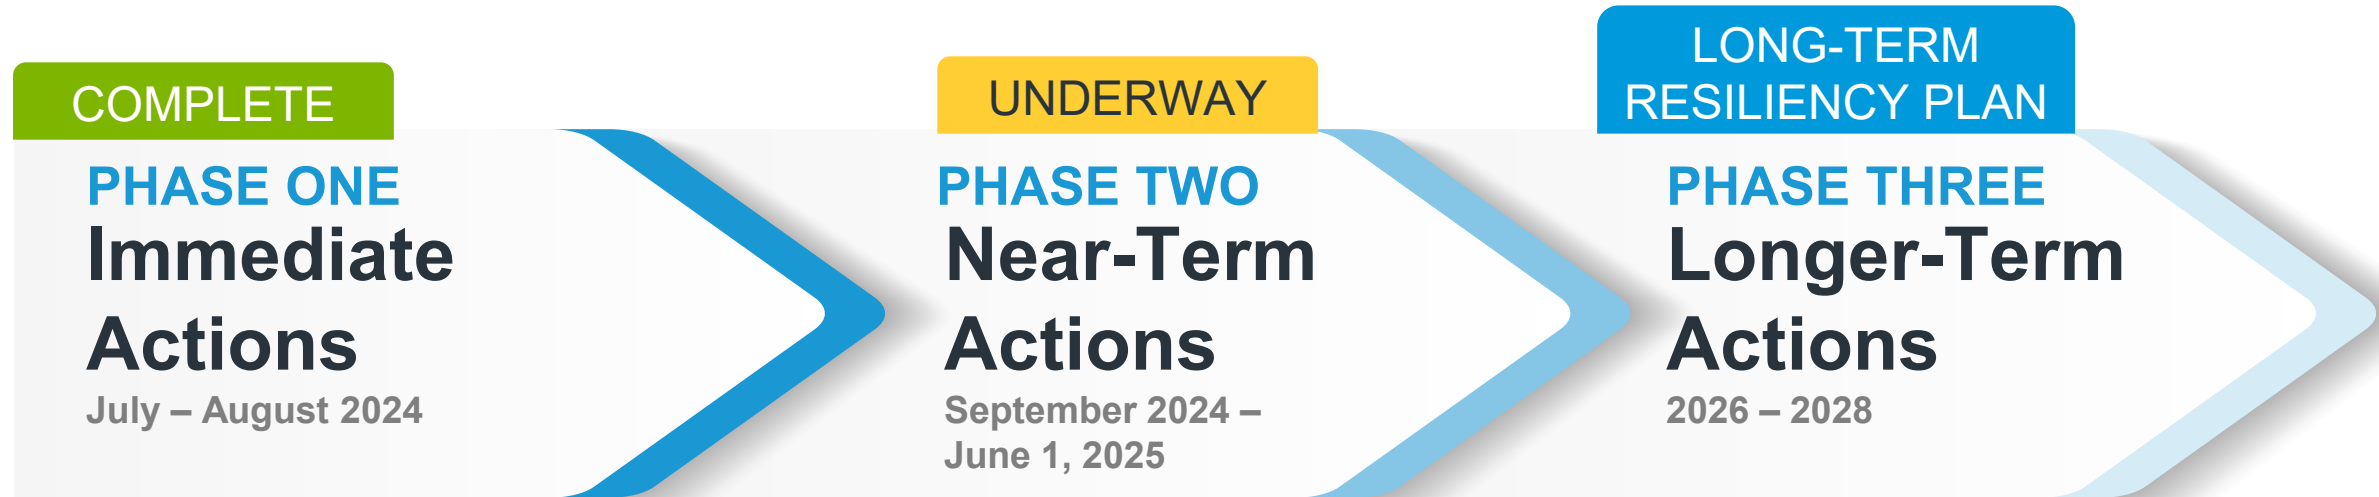 COMPLETE
PHASE ONE
Immediate
Actions
July – August 2024
UNDERWAY
PHASE TWO
Near-Term
Actions
September 2024 –
June 1, 2025
LONG-TERM
RESILIENCY PLAN
PHASE THREE
Longer-Term
Actions
2026 – 2028